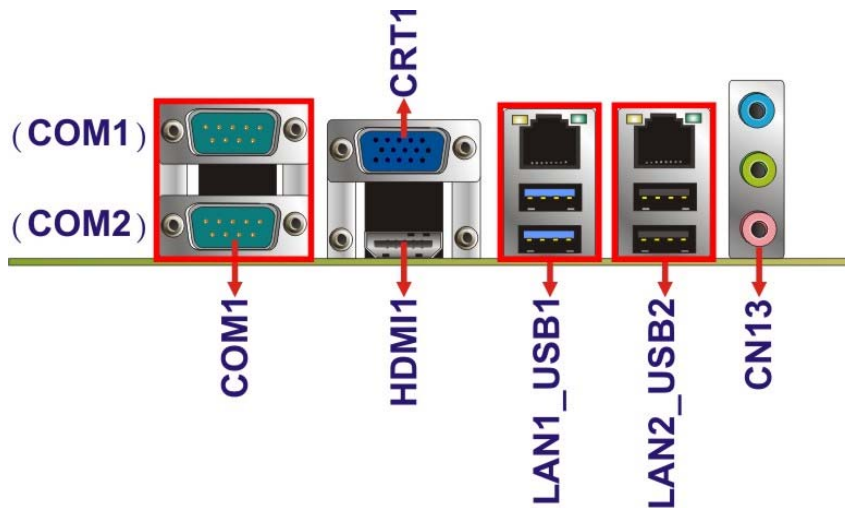 CRT1
(COM1)
(COM2)
COM1
HDMI1
LAN1_USB1
LAN2_USB2
CN13